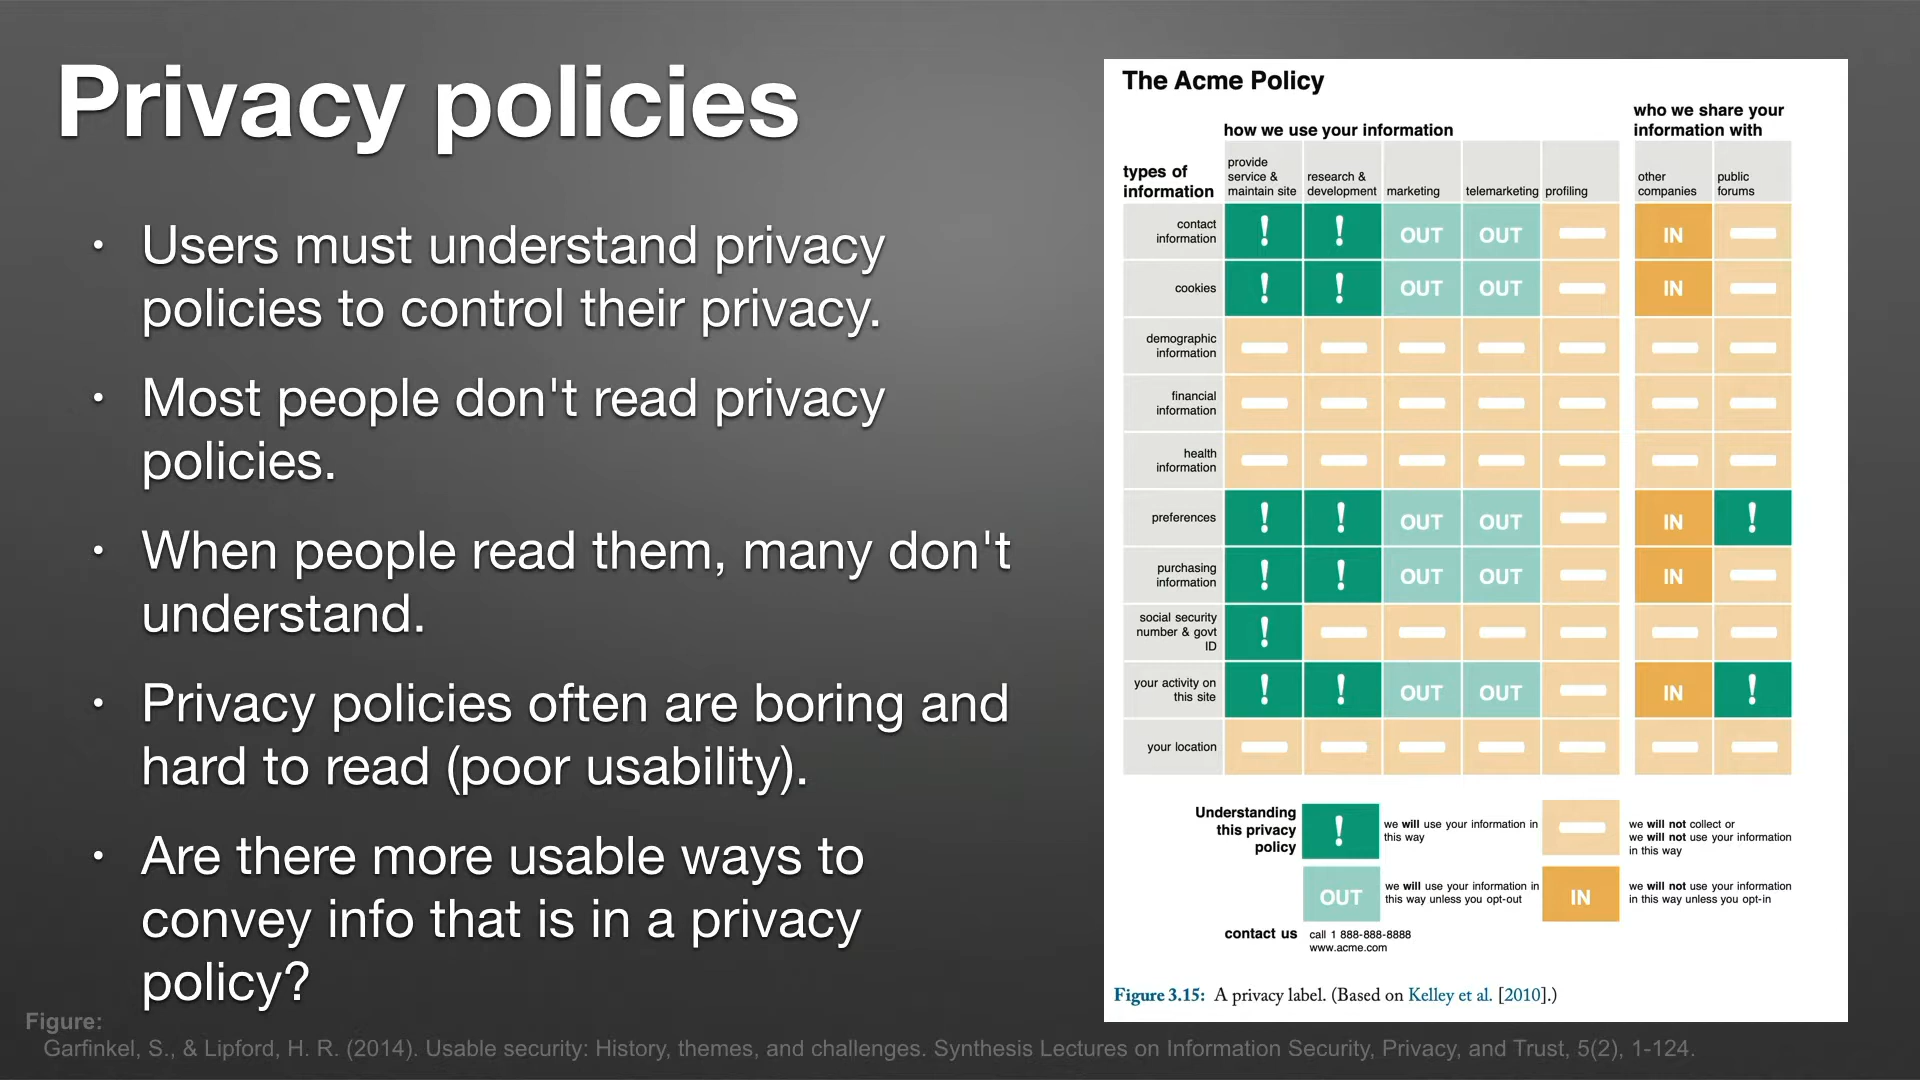 Privacy policies
• Users must understand privacy
policies to control their privacy.
• Most people don't read privacy
policies.
• When people read them, many don't
understand.
• Privacy policies often are boring and
hard to read (poor usability).
• Are there more usable ways to
convey info that is in a privacy
policy?
The Acme Policy
who we share your
information with
how we use your information
types of
information
provide
service &
maintain site
research &
development
marketing
telemarketing
profiling
other
companies
public
forums
contact
information
! ! OUT OUT IN
cookies
! ! OUT OUT IN
demographic
information
financial
information
health
information
preferences
! ! OUT OUT IN !
purchasing
information
! ! OUT OUT IN
social security
number & govt
ID
!
your activity on
this site
! ! OUT OUT IN !
your location
Understanding
this privacy
policy
!
we will use your information in
this way
we will not collect or
we will not use your information
in this way
OUT
we will use your information in
this way unless you opt-out
IN
we will not use your information
in this way unless you opt-in
contact us
call 1 888-888-8888
www.acme.com
Figure 3.15: A privacy label. (Based on Kelley et al. [2010].)
Figure:
Garfinkel, S., & Lipford, H. R. (2014). Usable security: History, themes, and challenges. Synthesis Lectures on Information Security, Privacy, and Trust, 5(2), 1-124.